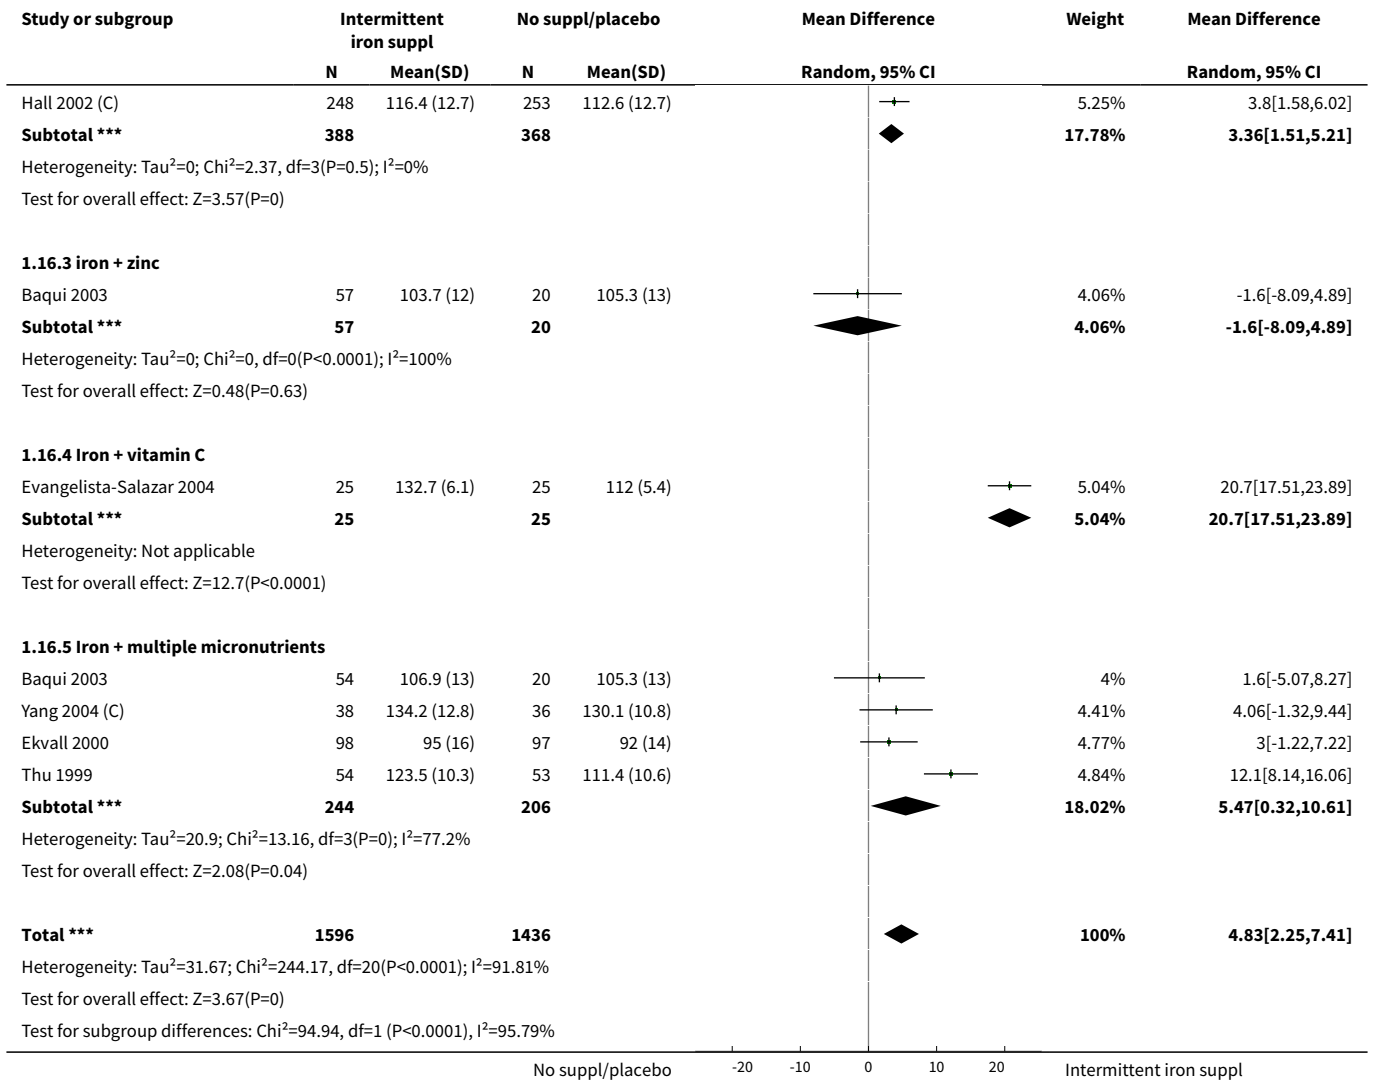 Study or subgroup Intermittent iron suppl No suppl/placebo Mean Difference Weight Mean Difference
N Mean(SD) N Mean(SD) Random, 95% CI Random, 95% CI
Hall 2002 (C) 248 116.4 (12.7) 253 112.6 (12.7) 5.25% 3.8[1.58,6.02]
Subtotal *** 388 368 17.78% 3.36[1.51,5.21]
Heterogeneity: Tau²=0; Chi²=2.37, df=3(P=0.5); I²=0%
Test for overall effect: Z=3.57(P=0)
1.16.3 iron + zinc
Baqui 2003 57 103.7 (12) 20 105.3 (13) 4.06% -1.6[-8.09,4.89]
Subtotal *** 57 20 4.06% -1.6[-8.09,4.89]
Heterogeneity: Tau²=0; Chi²=0, df=0(P<0.0001); I²=100%
Test for overall effect: Z=0.48(P=0.63)
1.16.4 Iron + vitamin C
Evangelista-Salazar 2004 25 132.7 (6.1) 25 112 (5.4) 5.04% 20.7[17.51,23.89]
Subtotal *** 25 25 5.04% 20.7[17.51,23.89]
Heterogeneity: Not applicable
Test for overall effect: Z=12.7(P<0.0001)
1.16.5 Iron + multiple micronutrients
Baqui 2003 54 106.9 (13) 20 105.3 (13) 4% 1.6[-5.07,8.27]
Yang 2004 (C) 38 134.2 (12.8) 36 130.1 (10.8) 4.41% 4.06[-1.32,9.44]
Ekvall 2000 98 95 (16) 97 92 (14) 4.77% 3[-1.22,7.22]
Thu 1999 54 123.5 (10.3) 53 111.4 (10.6) 4.84% 12.1[8.14,16.06]
Subtotal *** 244 206 18.02% 5.47[0.32,10.61]
Heterogeneity: Tau²=20.9; Chi²=13.16, df=3(P=0); I²=77.2%
Test for overall effect: Z=2.08(P=0.04)
Total *** 1596 1436 100% 4.83[2.25,7.41]
Heterogeneity: Tau²=31.67; Chi²=244.17, df=20(P<0.0001); I²=91.81%
Test for overall effect: Z=3.67(P=0)
Test for subgroup differences: Chi²=94.94, df=1 (P<0.0001), I²=95.79%
No suppl/placebo -20 -10 0 10 20 Intermittent iron suppl